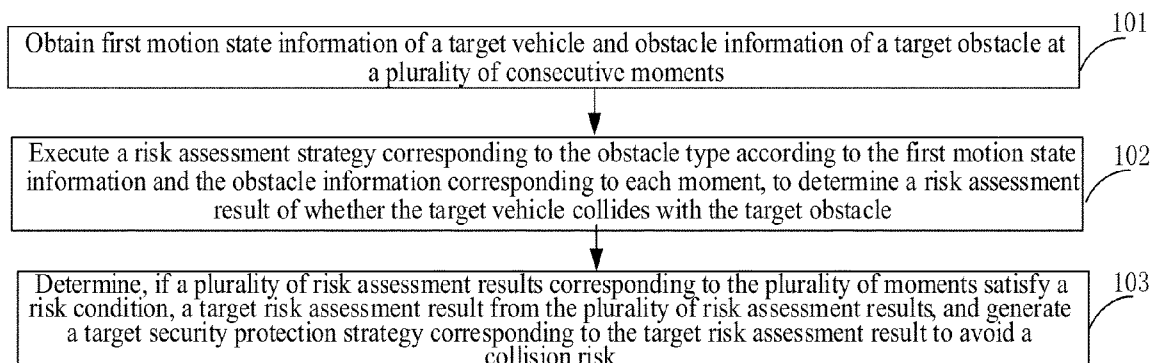 101
Obtain first motion state information of a target vehicle and obstacle information of a target obstacle at
a plurality of consecutive moments
Execute a risk assessment strategy corresponding to the obstacle type according to the first motion state
information and the obstacle information corresponding to each moment, to determine a risk assessment
result of whether the target vehicle collides with the target obstacle
102
Determine, if a plurality of risk assessment results corresponding to the plurality of moments satisfy a
risk condition, a target risk assessment result from the plurality of risk assessment results, and generate
a target security protection strategy corresponding to the target risk assessment result to avoid a
collision risk
103